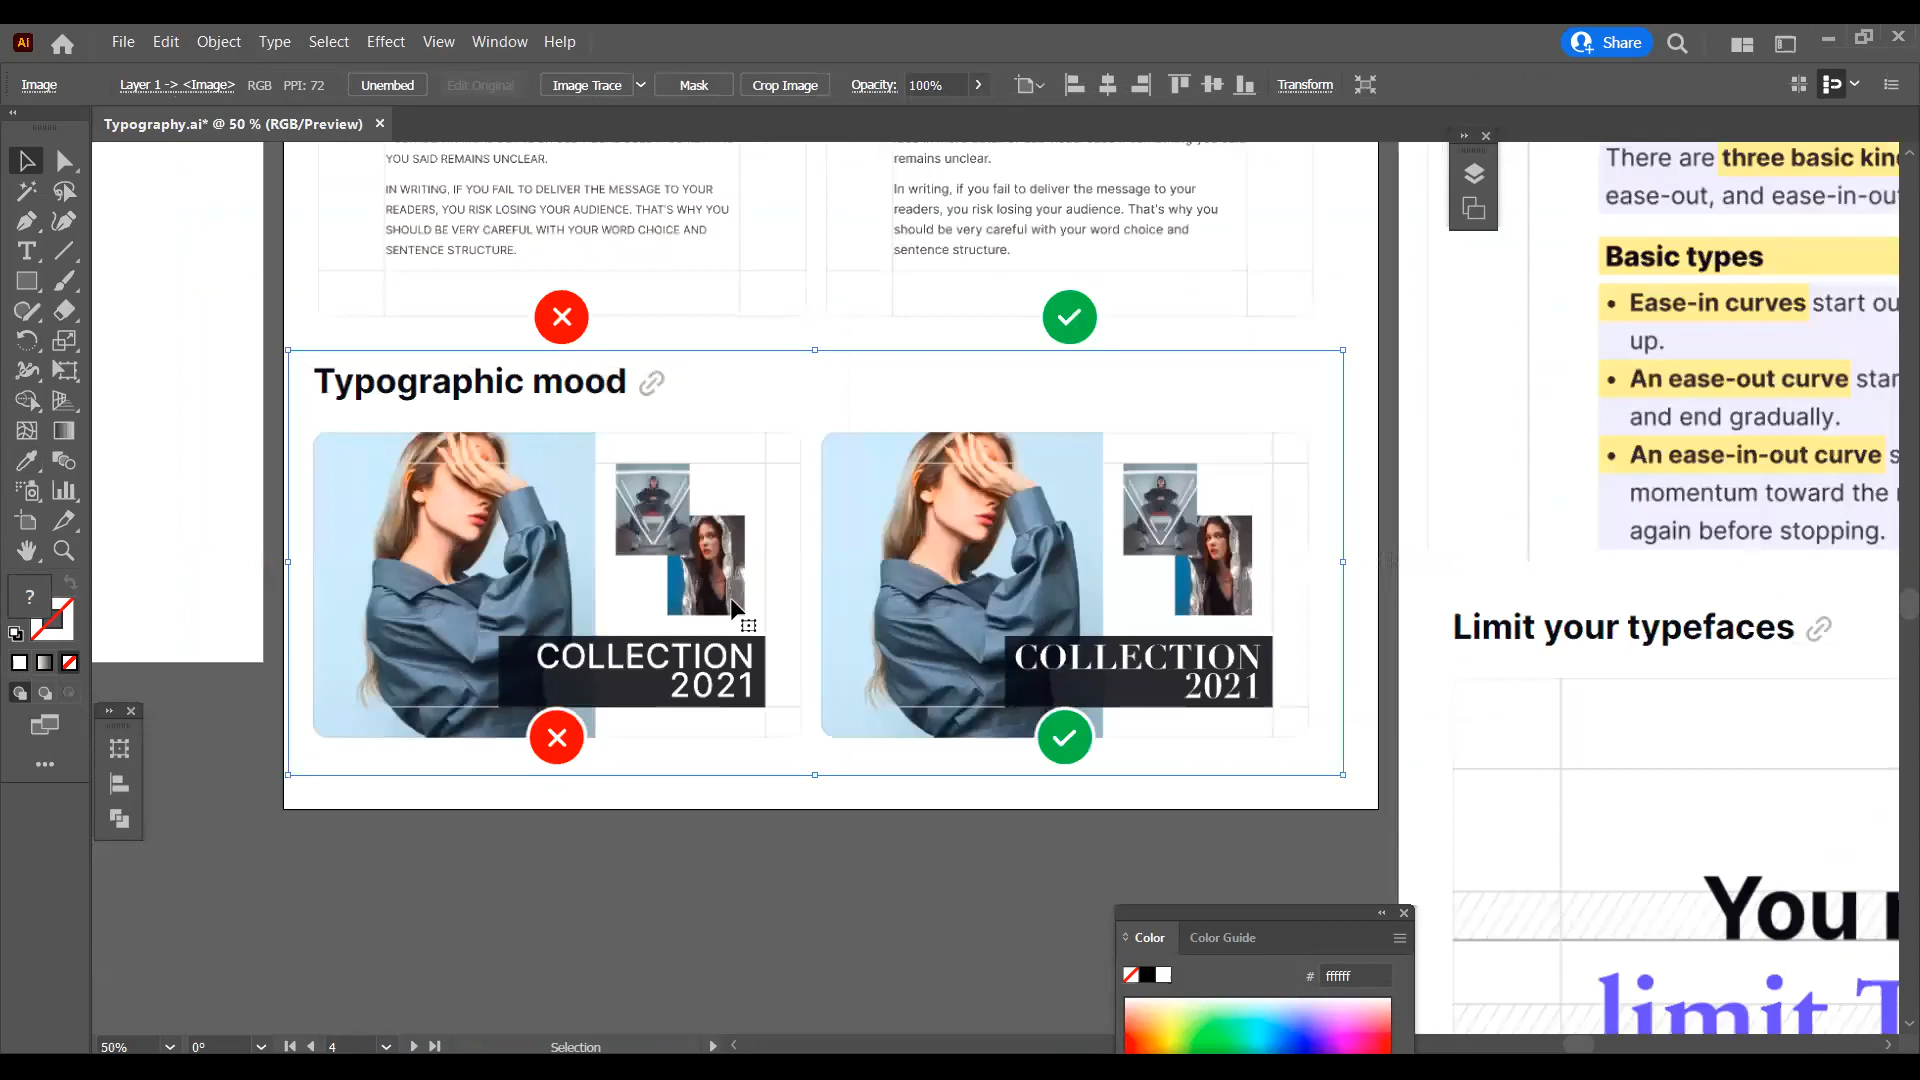 Ai
File Edit Object Type Select Effect View Window Help
Share
Image
Layer 1 -> <Image> RGB PPI: 72
Unembed
Edit Original
Image Trace
Mask
Crop Image
Opacity: 100%
Transform
Typography.ai* @ 50 % (RGB/Preview)
YOU SAID REMAINS UNCLEAR.
IN WRITING, IF YOU FAIL TO DELIVER THE MESSAGE TO YOUR
READERS, YOU RISK LOSING YOUR AUDIENCE. THAT'S WHY YOU
SHOULD BE VERY CAREFUL WITH YOUR WORD CHOICE AND
SENTENCE STRUCTURE.
remains unclear.
In writing, if you fail to deliver the message to your
readers, you risk losing your audience. That's why you
should be very careful with your word choice and
sentence structure.
Typographic mood
COLLECTION
2021
COLLECTION
2021
There are three basic kin
ease-out, and ease-in-ou
Basic types
• Ease-in curves start ou
up.
• An ease-out curve star
and end gradually.
• An ease-in-out curve s
momentum toward the
again before stopping.
Limit your typefaces
You
limit T
Color Color Guide
# ffffff
50% 0° 4 Selection